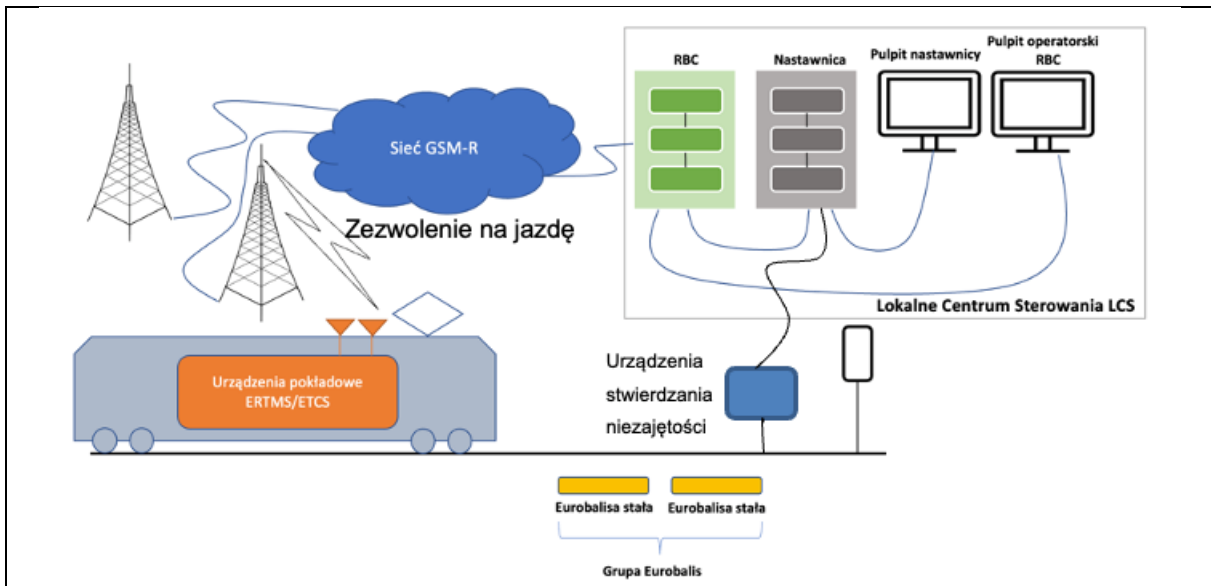 Pulpit operatorski
RBC
Nastawnica
Pulpit nastawnicy
RBC
Sieć GSM-R
Zezwolenie na jazdę
Lokalne Centrum Sterowania LCS
Urządzenia
stwierdzania
niezajętości
Urządzenia pokładowe
ERTMS/ETCS
Eurobalisa stała
Eurobalisa stała
Grupa Eurobalis